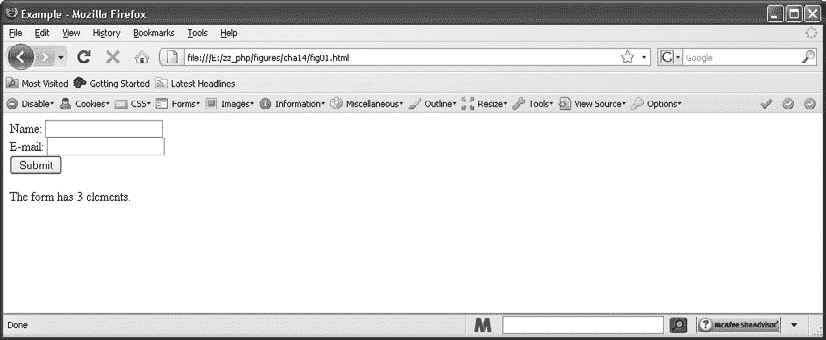 Example - Mozilla Firefox
File Edit View History Bookmarks Tools Help
file:///E:/zz_php/figures/cha14/fig01.html
G Google
Most Visited Getting Started Latest Headlines
Disable Cookies CSS Forms Images Information Miscellaneous Outline Resize Tools View Source Options
Name:
E-mail:
Submit
The form has 3 elements.
Done
M
? McAfee SiteAdvisor